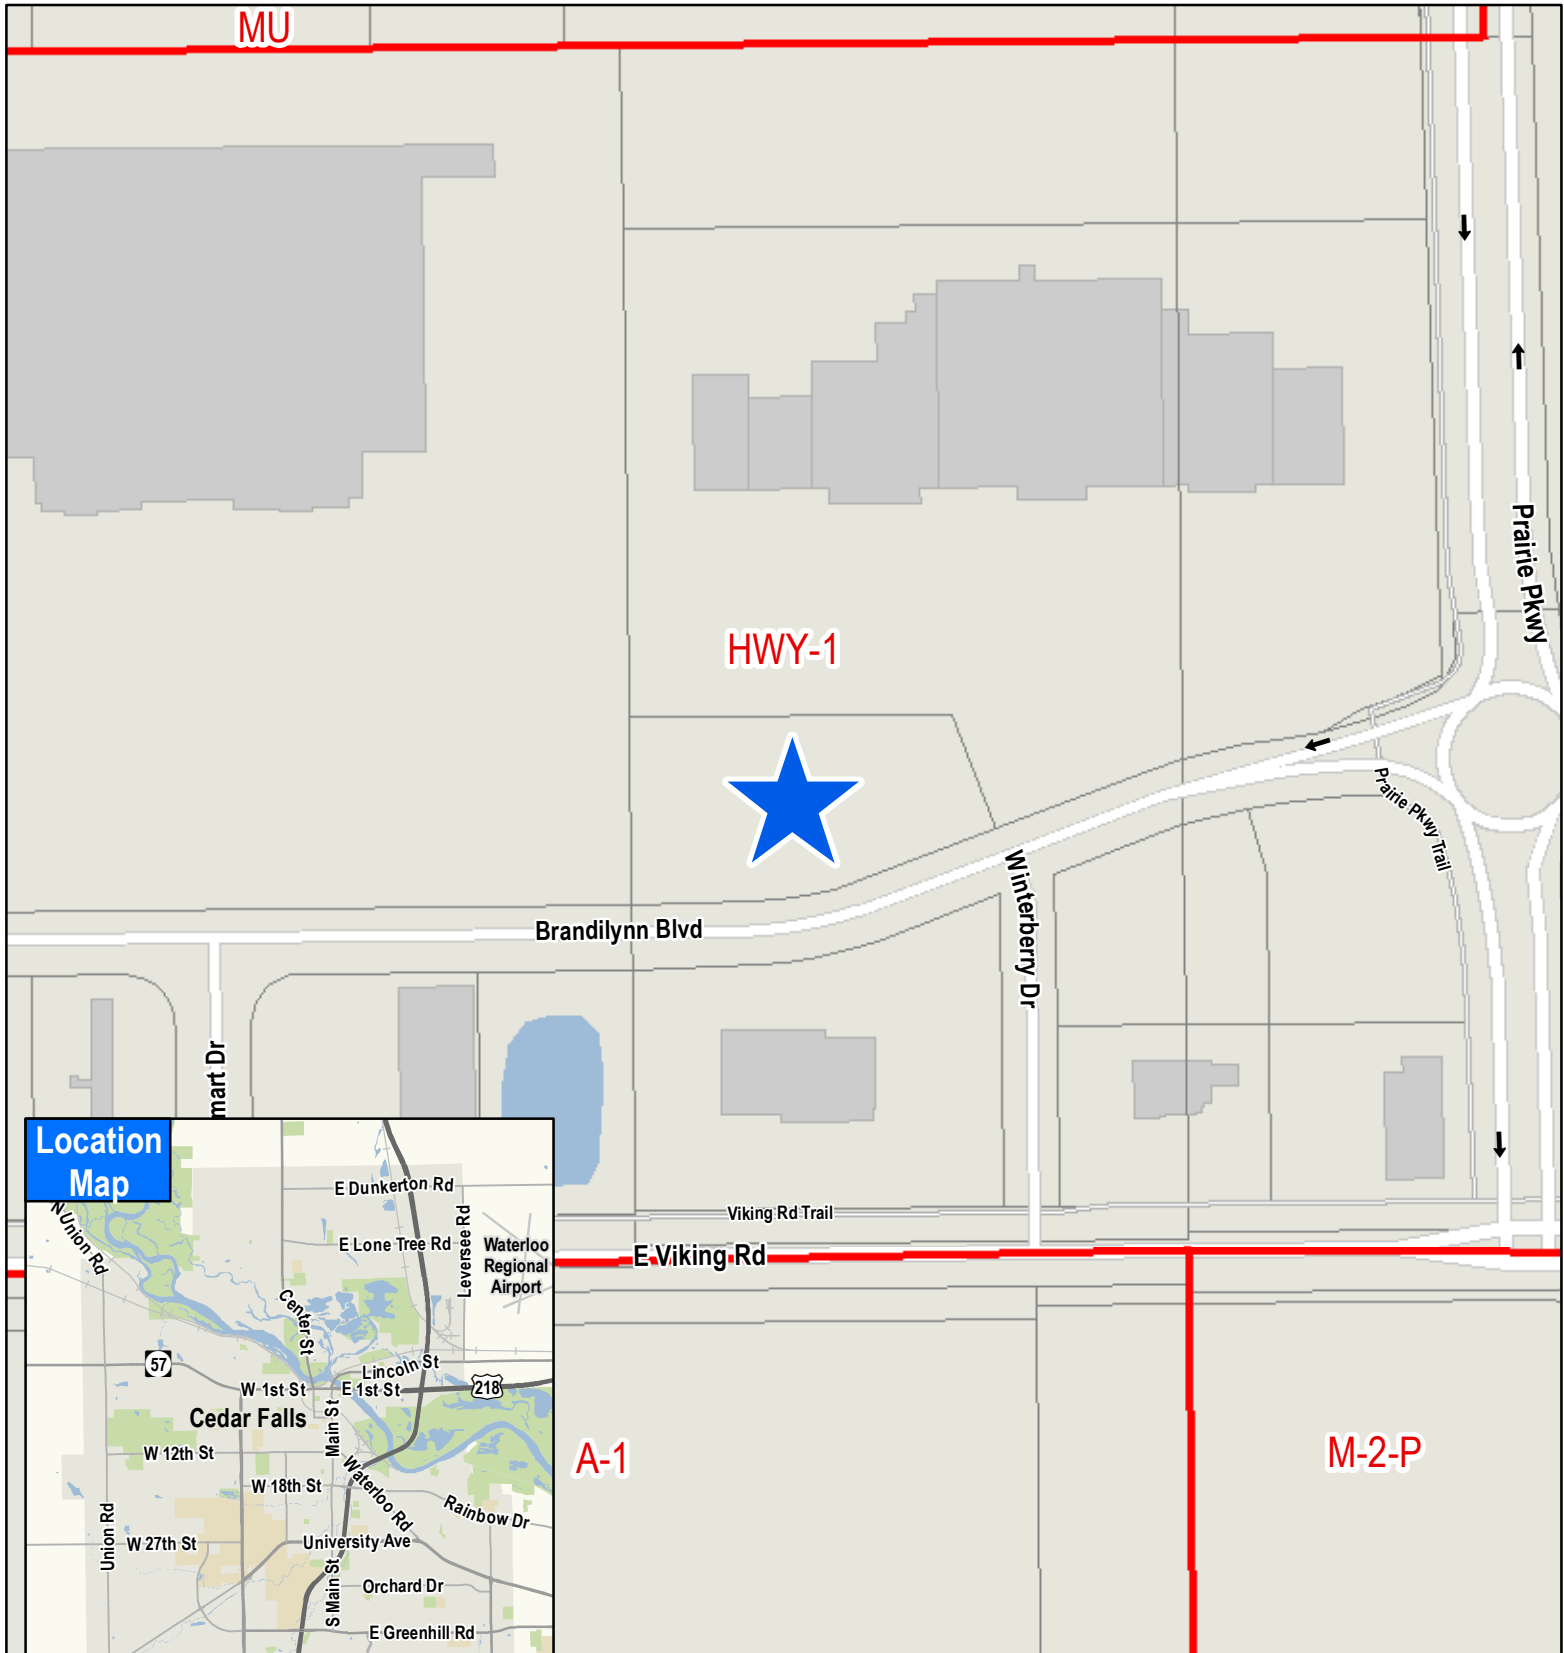 MU
Prairie Pkwy
HWY-1
Prairie Pkwy Trail
Winterberry Dr
Brandilynn Blvd
mart Dr
Viking Rd Trail
E Viking Rd
A-1
M-2-P
Location
Map
N Union Rd
E Dunkerton Rd
E Lone Tree Rd
Leversee Rd
Waterloo
Regional
Airport
Center St
57
Lincoln St
W 1st St
E 1st St
218
Cedar Falls
Main St
W 12th St
W 18th St
Waterloo Rd
Rainbow Dr
Union Rd
W 27th St
University Ave
S Main St
Orchard Dr
E Greenhill Rd